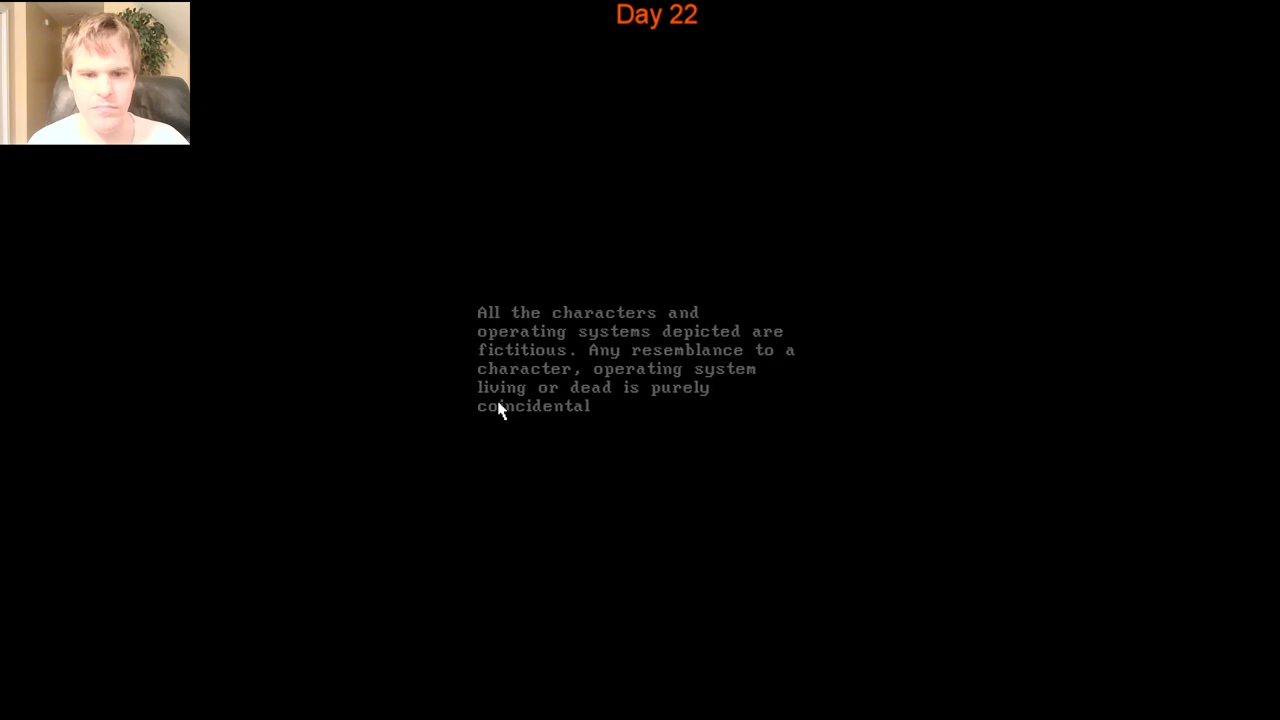 Day 22
All the characters and
operating systems depicted are
fictitious. Any resemblance to a
character, operating system
living or dead is purely
coincidental